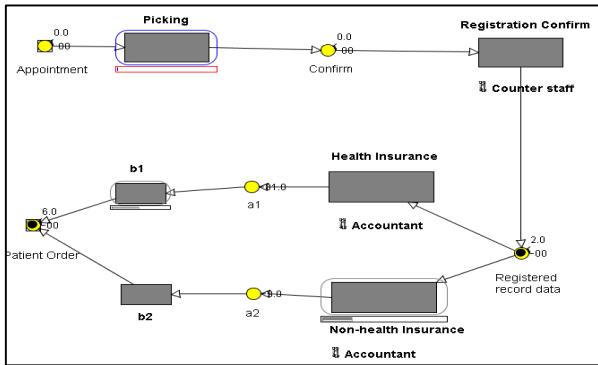 Picking
0.0
00
Appointment
0.0
00
Confirm
Registration Confirm
Counter staff
b1
a1
Health Insurance
Accountant
6.0
00
Patient Order
2.0
00
Registered
record data
b2
a2
Non-health Insurance
Accountant